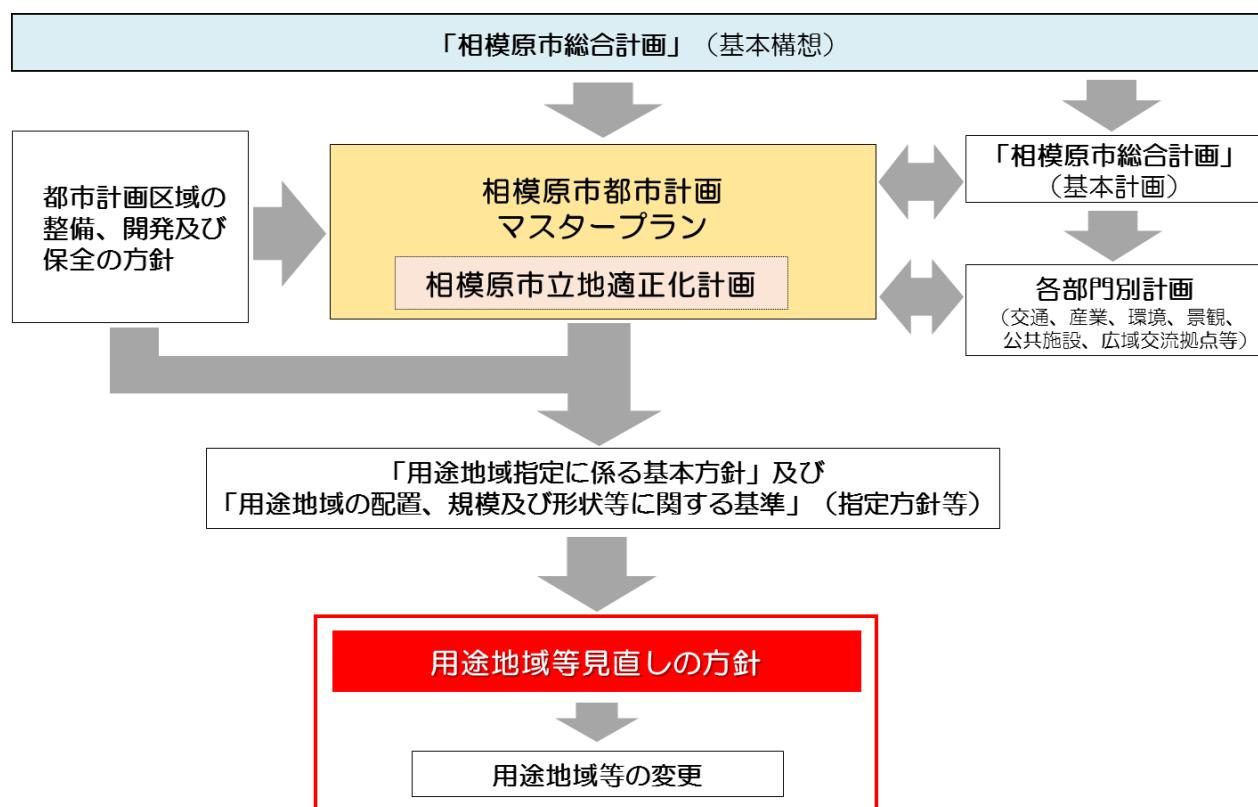 「相模原市総合計画」（基本構想）
都市計画区域の
整備、開発及び
保全の方針
相模原市都市計画
マスタープラン
相模原市立地適正化計画
「相模原市総合計画」
（基本計画）
各部門別計画
（交通、産業、環境、景観、
公共施設、広域交流拠点等）
「用途地域指定に係る基本方針」及び
「用途地域の配置、規模及び形状等に関する基準」（指定方針等）
用途地域等見直しの方針
用途地域等の変更